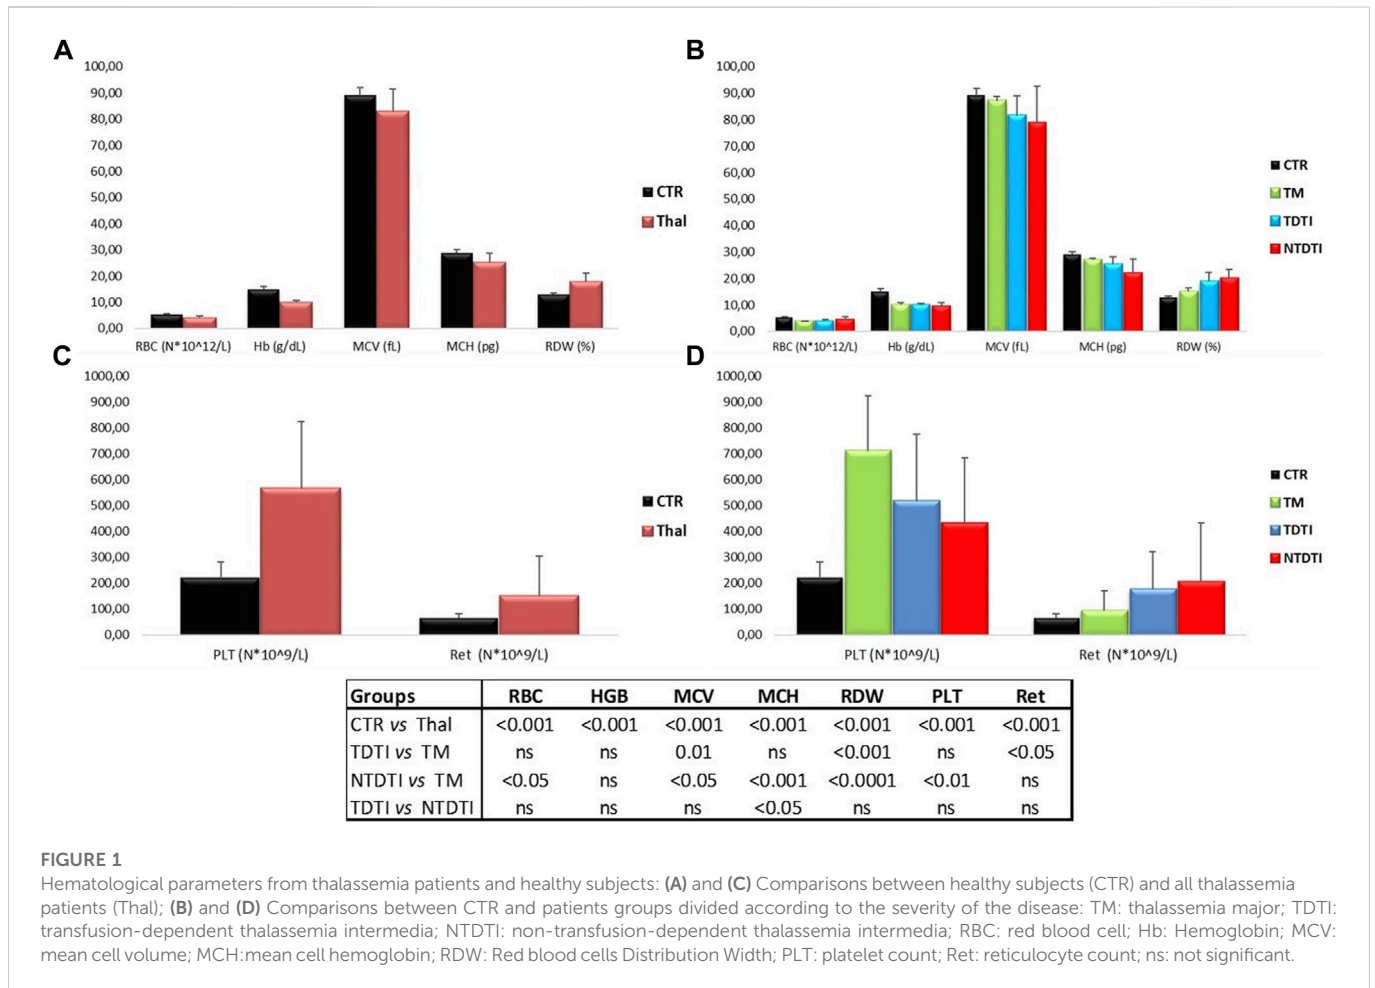 A
100,00
90,00
80,00
70,00
60,00
50,00
40,00
30,00
20,00
10,00
0,00
RBC (N*10^12/L) Hb (g/dL) MCV (fL) MCH (pg) RDW (%)
CTR
Thal
B
100,00
90,00
80,00
70,00
60,00
50,00
40,00
30,00
20,00
10,00
0,00
RBC (N*10^12/L) Hb (g/dL) MCV (fL) MCH (pg) RDW (%)
CTR
TM
TDTI
NTDTI
C
1000,00
900,00
800,00
700,00
600,00
500,00
400,00
300,00
200,00
100,00
0,00
PLT (N*10^9/L) Ret (N*10^9/L)
CTR
Thal
D
1000,00
900,00
800,00
700,00
600,00
500,00
400,00
300,00
200,00
100,00
0,00
PLT (N*10^9/L) Ret (N*10^9/L)
CTR
TM
TDTI
NTDTI
Groups RBC HGB MCV MCH RDW PLT Ret
CTR vs Thal <0.001 <0.001 <0.001 <0.001 <0.001 <0.001 <0.001
TDTI vs TM ns ns 0.01 ns <0.001 ns <0.05
NTDTI vs TM <0.05 ns <0.05 <0.001 <0.0001 <0.01 ns
TDTI vs NTDTI ns ns ns <0.05 ns ns ns
FIGURE 1
Hematological parameters from thalassemia patients and healthy subjects: (A) and (C) Comparisons between healthy subjects (CTR) and all thalassemia
patients (Thal); (B) and (D) Comparisons between CTR and patients groups divided according to the severity of the disease: TM: thalassemia major; TDTI:
transfusion-dependent thalassemia intermedia; NTDTI: non-transfusion-dependent thalassemia intermedia; RBC: red blood cell; Hb: Hemoglobin; MCV:
mean cell volume; MCH:mean cell hemoglobin; RDW: Red blood cells Distribution Width; PLT: platelet count; Ret: reticulocyte count; ns: not significant.